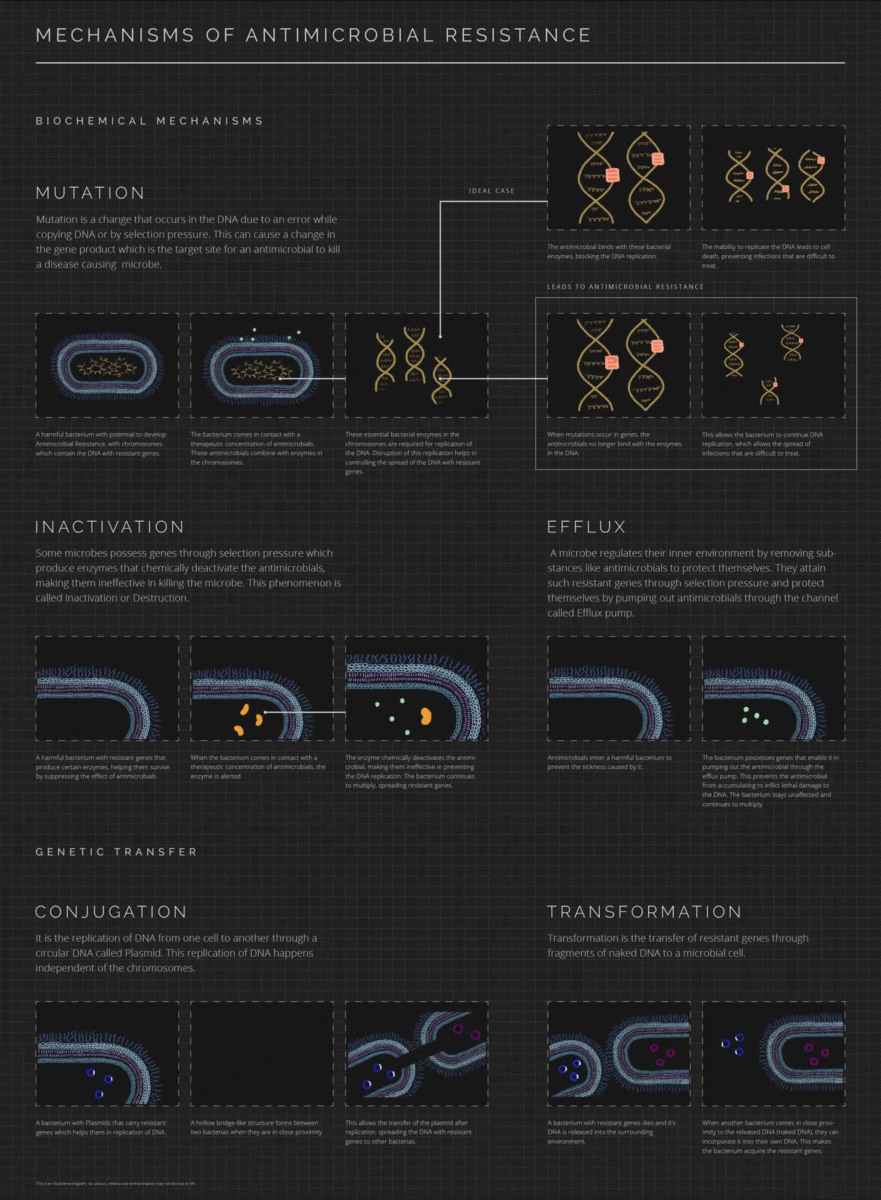 MECHANISMS OF ANTIMICROBIAL RESISTANCE
BIOCHEMICAL MECHANISMS
MUTATION
Mutation is a change that occurs in the DNA due to an error while
copying DNA or by selection pressure. This can cause a change in
the gene product which is the target site for an antimicrobial to kill
a disease causing microbe.
IDEAL CASE
The antimicrobial binds with these bacterial
enzymes, blocking the DNA replication.
The inability to replicate the DNA leads to cell
death, preventing infections that are difficult to
treat.
LEADS TO ANTIMICROBIAL RESISTANCE
A harmful bacterium with potential to develop
Antimicrobial Resistance, with chromosomes
which contain the DNA with resistant genes.
The bacterium comes in contact with a
therapeutic concentration of antimicrobials.
These antimicrobials combine with enzymes in
the chromosomes.
These essential bacterial enzymes in the
chromosomes are required for replication of
the DNA. Disruption of this replication helps in
controlling the spread of the DNA with resistant
genes.
When mutations occur in genes, the
antimicrobials no longer bind with the enzymes
in the DNA.
This allows the bacterium to continue DNA
replication, which allows the spread of
infections that are difficult to treat.
INACTIVATION
Some microbes possess genes through selection pressure which
produce enzymes that chemically deactivate the antimicrobials,
making them ineffective in killing the microbe. This phenomenon is
called Inactivation or Destruction.
EFFLUX
A microbe regulates their inner environment by removing sub-
stances like antimicrobials to protect themselves. They attain
such resistant genes through selection pressure and protect
themselves by pumping out antimicrobials through the channel
called Efflux pump.
A harmful bacterium with resistant genes that
produce certain enzymes, helping them survive
by suppressing the effect of antimicrobials.
When the bacterium comes in contact with a
therapeutic concentration of antimicrobials, the
enzyme is alerted.
The enzyme chemically deactivates the antimi-
crobial, making them ineffective in preventing
the DNA replication. The bacterium continues
to multiply, spreading resistant genes.
Antimicrobials enter a harmful bacterium to
prevent the sickness caused by it.
The bacterium possesses genes that enable it in
pumping out the antimicrobial through the
efflux pump. This prevents the antimicrobial
from accumulating to inflict lethal damage to
the DNA. The bacterium stays unaffected and
continues to multiply.
GENETIC TRANSFER
CONJUGATION
It is the replication of DNA from one cell to another through a
circular DNA called Plasmid. This replication of DNA happens
independent of the chromosomes.
TRANSFORMATION
Transformation is the transfer of resistant genes through
fragments of naked DNA to a microbial cell.
A bacterium with Plasmids that carry resistant
genes which helps them in replication of DNA.
A hollow bridge-like structure forms between
two bacterias when they are in close proximity.
This allows the transfer of the plasmid after
replication, spreading the DNA with resistant
genes to other bacterias.
A bacterium with resistant genes dies and it's
DNA is released into the surrounding
environment.
When another bacterium comes in close prox-
imity to the released DNA (naked DNA), they can
incorporate it into their own DNA. This makes
the bacterium acquire the resistant genes.
This is an illustrative diagram, so colours, relative size and animation may not be true to life.